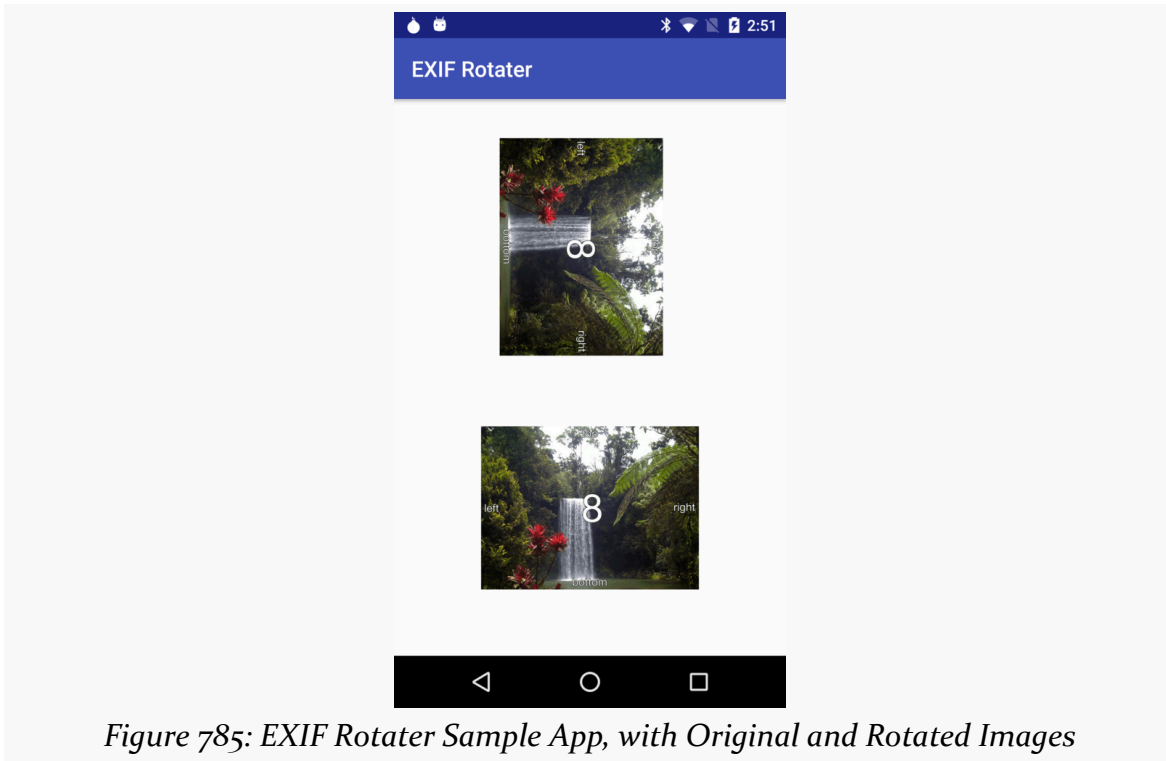 2:51
EXIF Rotater
left
8
bottom
right
8
left
right
bottom
Figure 785: EXIF Rotater Sample App, with Original and Rotated Images